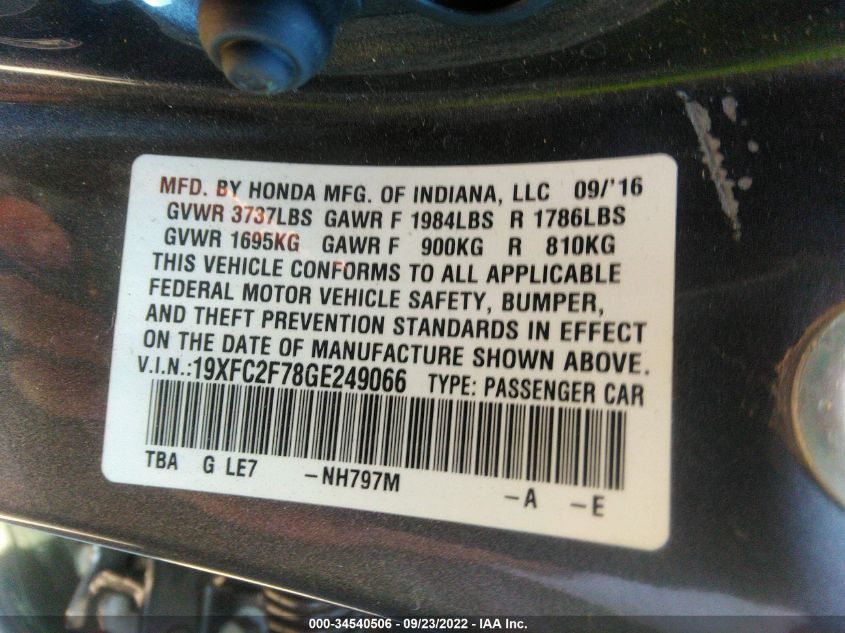 MFD. BY HONDA MFG. OF INDIANA, LLC 09/'16
GVWR 3737LBS GAWR F 1984LBS R 1786LBS
GVWR 1695KG GAWR F 900KG R 810KG
THIS VEHICLE CONFORMS TO ALL APPLICABLE
FEDERAL MOTOR VEHICLE SAFETY, BUMPER,
AND THEFT PREVENTION STANDARDS IN EFFECT
ON THE DATE OF MANUFACTURE SHOWN ABOVE.
V.I.N.:19XFC2F78GE249066 TYPE: PASSENGER CAR
TBA G LE7 -NH797M -A -E
000-34540506 - 09/23/2022 - IAA Inc.